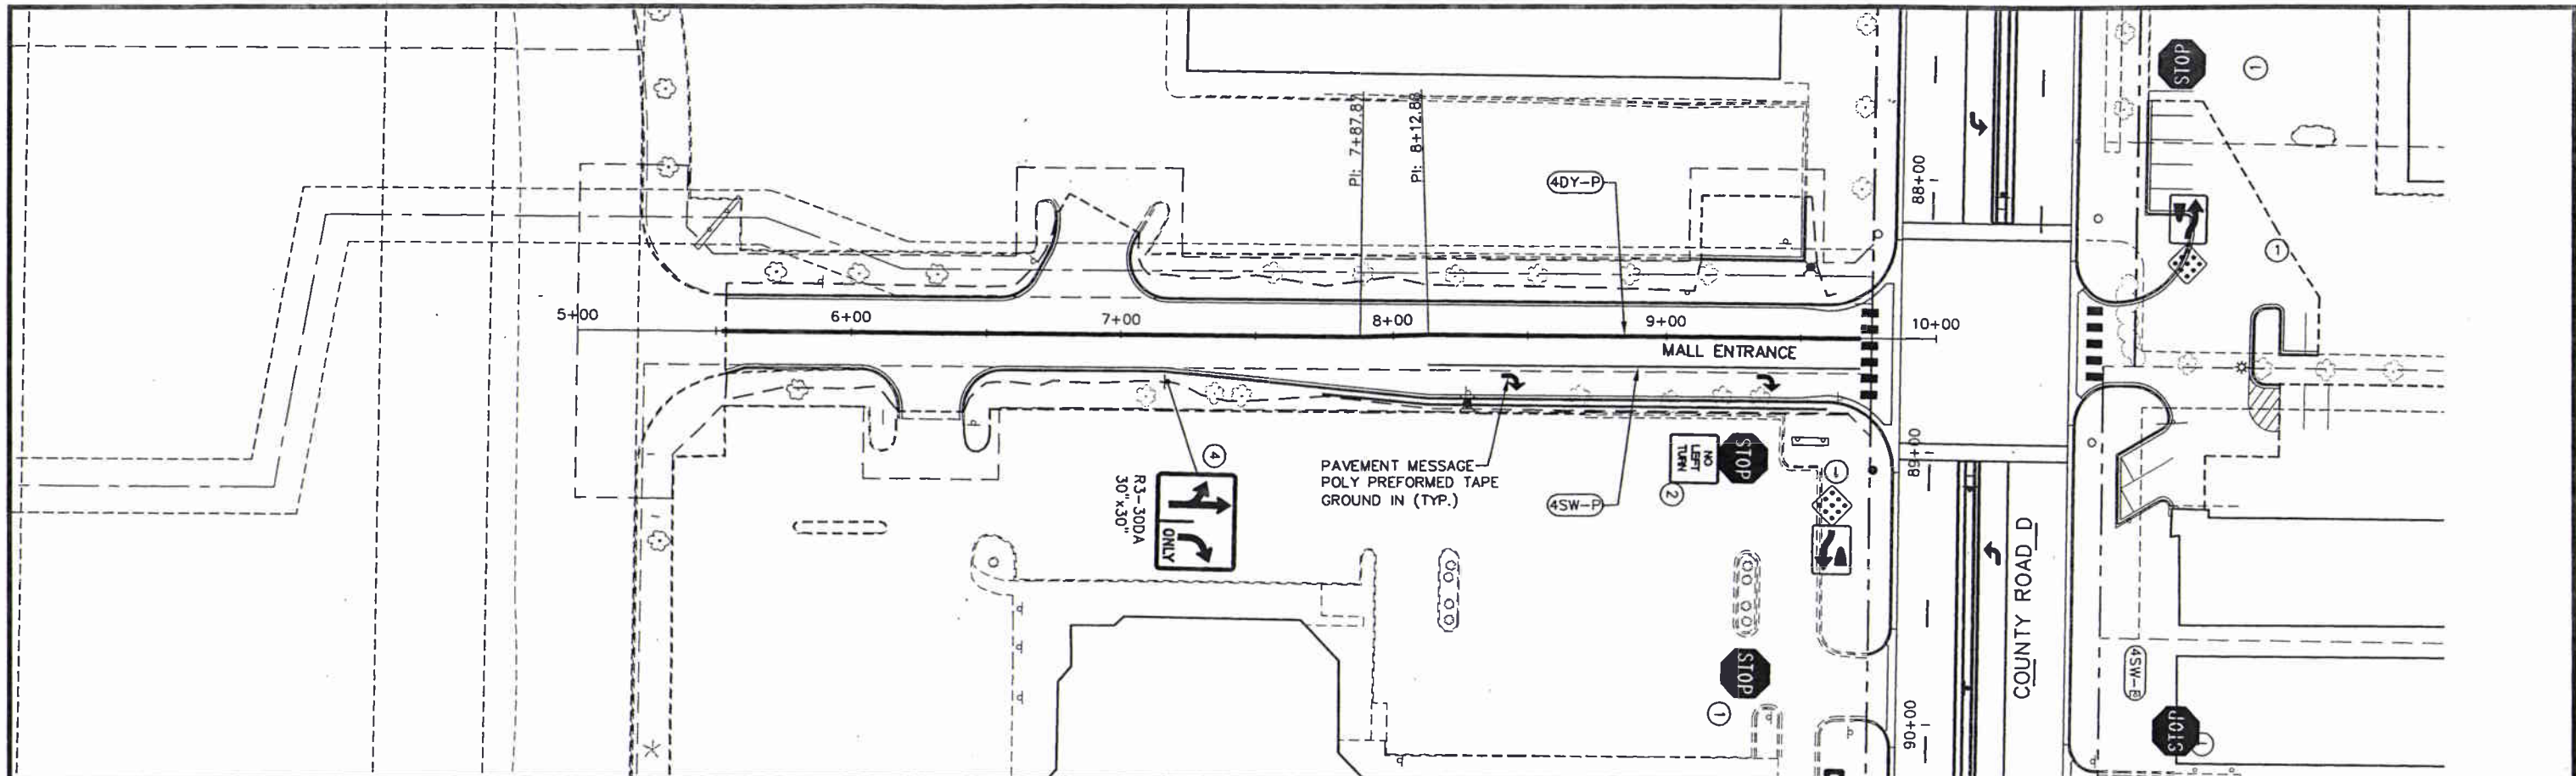 STOP
1
PI: 7+87.87
PI: 8+12.88
4DY-P
88+00
1
5+00
6+00
7+00
8+00
9+00
10+00
MALL ENTRANCE
4
R3-30DA
30"x30"
ONLY
PAVEMENT MESSAGE
POLY PREFORMED TAPE
GROUND IN (TYP.)
4SW-P
NO
LEFT
TURN
STOP
2
1
89+00
COUNTY ROAD D
STOP
1
90+00
STOP
1